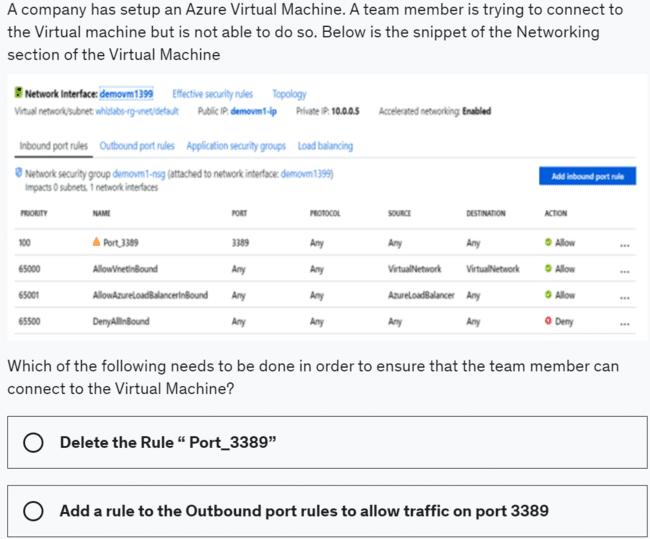 A company has setup an Azure Virtual Machine. A team member is trying to connect to
the Virtual machine but is not able to do so. Below is the snippet of the Networking
section of the Virtual Machine
Network Interface: demovm1399 Effective security rules Topology
Virtual network/subnet: whizlabs-rg-vnet/default Public IP: demovm1-ip Private IP: 10.0.0.5 Accelerated networking: Enabled
Inbound port rules Outbound port rules Application security groups Load balancing
Network security group demovm1-nsg (attached to network interface: demovm1399)
Impacts 0 subnets, 1 network interfaces
Add inbound port rule
PRIORITY NAME PORT PROTOCOL SOURCE DESTINATION ACTION
100 Port_3389 3389 Any Any Any Allow ...
65000 AllowVnetInBound Any Any VirtualNetwork VirtualNetwork Allow ...
65001 AllowAzureLoadBalancerInBound Any Any AzureLoadBalancer Any Allow ...
65500 DenyAllInBound Any Any Any Any Deny ...
Which of the following needs to be done in order to ensure that the team member can
connect to the Virtual Machine?
Delete the Rule “ Port_3389”
Add a rule to the Outbound port rules to allow traffic on port 3389